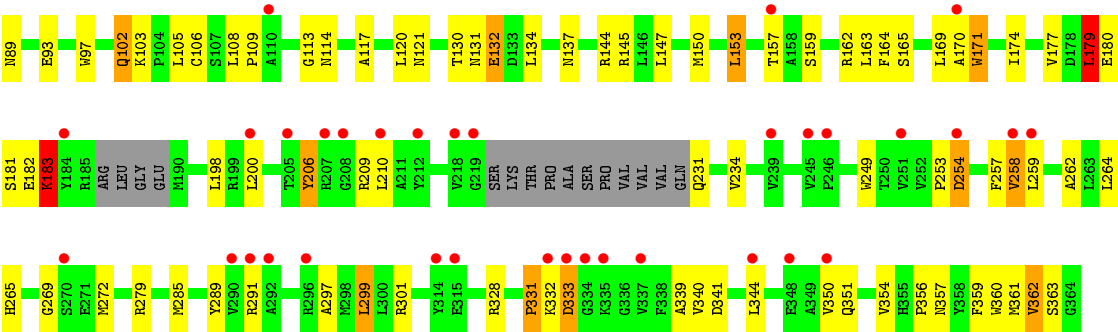 N89 E93 W97 Q102 K103 P104 L105 C106 S107 L108 P109 A110 G113 N114 A117 L120 N121 T130 N131 E132 D133 L134 N137 R144 R145 L146 L147 M150 L153 T157 A158 S159 R162 L163 F164 S165 L169 A170 W171 I174 V177 D178 L179 E180
S181 E182 K183 Y184 R185 ARG LEU GLY GLU M190 L198 R199 L200 T205 Y206 R207 G208 R209 L210 A211 Y212 V218 G219 SER LYS THR PRO ALA SER PRO VAL VAL VAL GLN Q231 V234 V239 V245 P246 W249 T250 V251 V252 P253 D254 F257 V258 L259 A262 L263 L264
H265 G269 S270 E271 M272 R279 M285 Y289 V290 R291 A292 R296 A297 M298 L299 L300 R301 Y314 E315 R328 P331 K332 D333 G334 K335 G336 V337 F338 A339 V340 D341 L344 E348 A349 V350 Q351 V354 H355 P356 N357 Y358 F359 W360 M361 V362 S363 G364